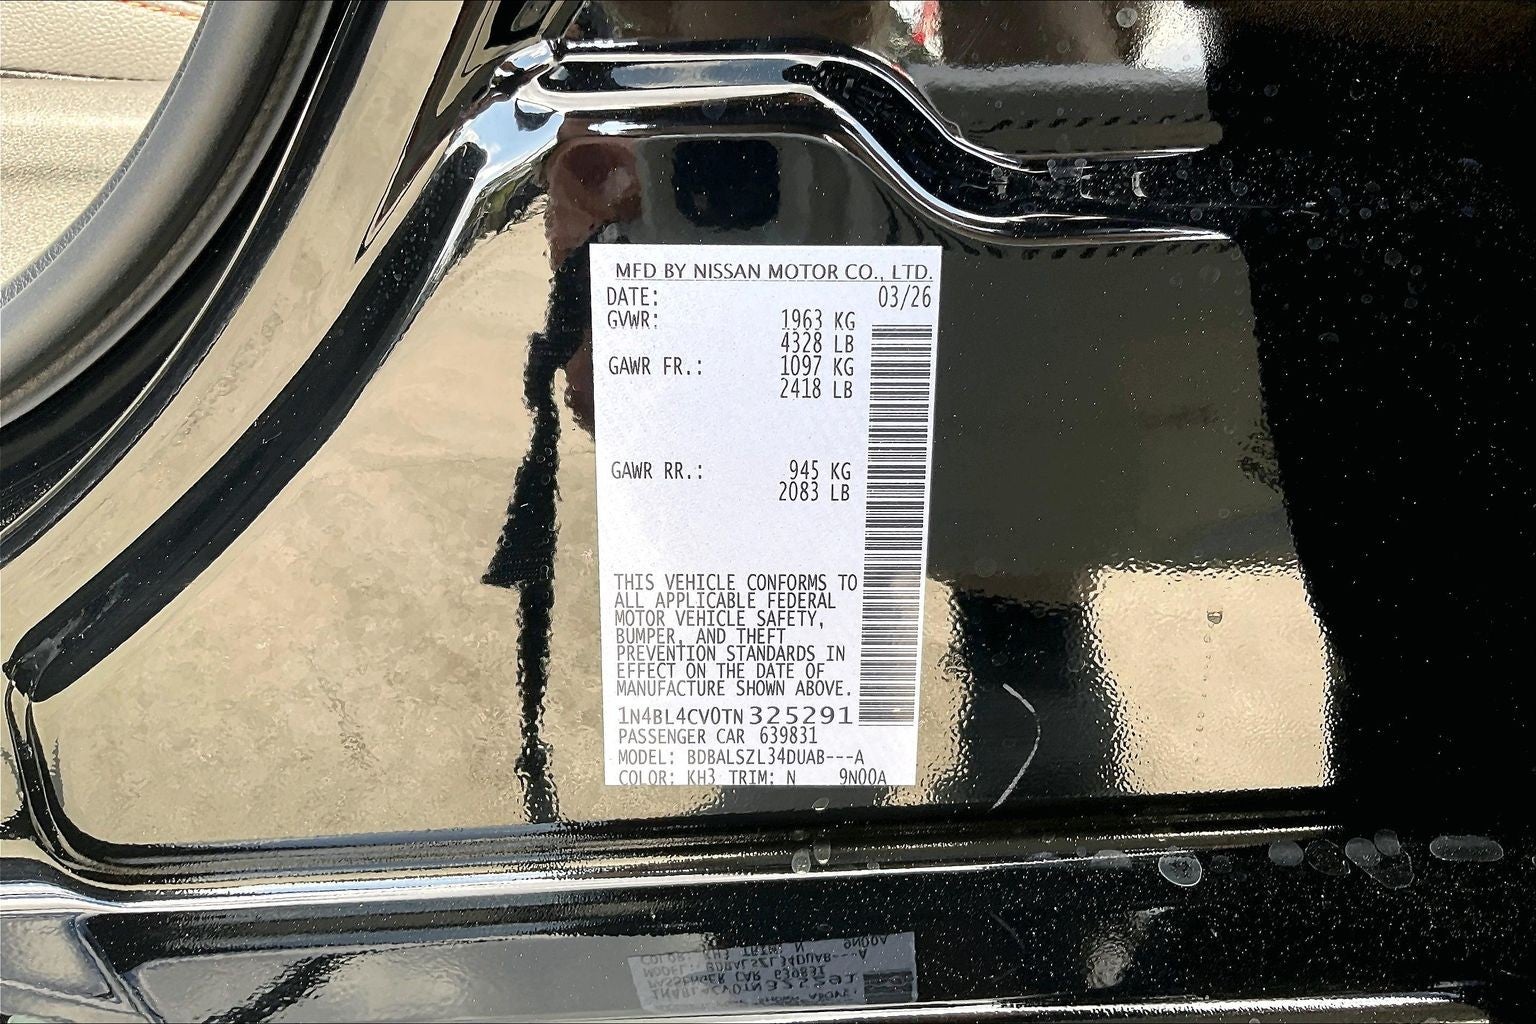 MFD BY NISSAN MOTOR CO., LTD.
DATE: 03/26
GVWR: 1963 KG
4328 LB
GAWR FR.: 1097 KG
2418 LB
GAWR RR.: 945 KG
2083 LB
THIS VEHICLE CONFORMS TO
ALL APPLICABLE FEDERAL
MOTOR VEHICLE SAFETY,
BUMPER, AND THEFT
PREVENTION STANDARDS IN
EFFECT ON THE DATE OF
MANUFACTURE SHOWN ABOVE.
1N4BL4CV0TN325291
PASSENGER CAR 639831
MODEL: BDBALSZL34DUAB---A
COLOR: KH3 TRIM: N 9N00A